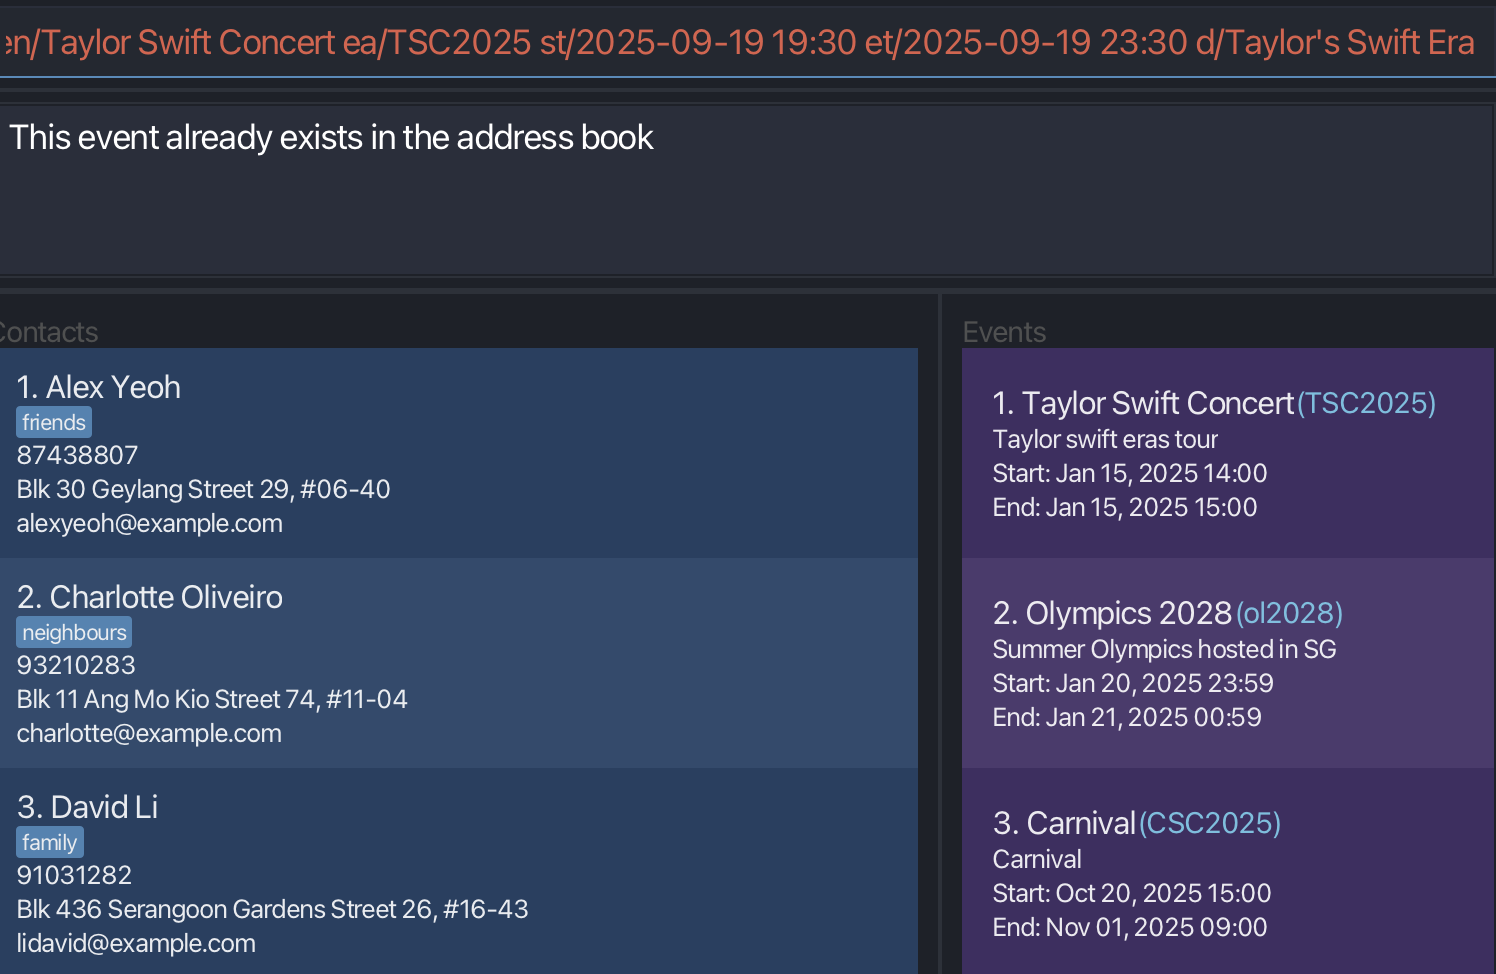 en/Taylor Swift Concert ea/TSC2025 st/2025-09-19 19:30 et/2025-09-19 23:30 d/Taylor's Swift Era
This event already exists in the address book
Contacts
1. Alex Yeoh
friends
87438807
Blk 30 Geylang Street 29, #06-40
alexyeoh@example.com
2. Charlotte Oliveiro
neighbours
93210283
Blk 11 Ang Mo Kio Street 74, #11-04
charlotte@example.com
3. David Li
family
91031282
Blk 436 Serangoon Gardens Street 26, #16-43
lidavid@example.com
Events
1. Taylor Swift Concert(TSC2025)
Taylor swift eras tour
Start: Jan 15, 2025 14:00
End: Jan 15, 2025 15:00
2. Olympics 2028(ol2028)
Summer Olympics hosted in SG
Start: Jan 20, 2025 23:59
End: Jan 21, 2025 00:59
3. Carnival(CSC2025)
Carnival
Start: Oct 20, 2025 15:00
End: Nov 01, 2025 09:00